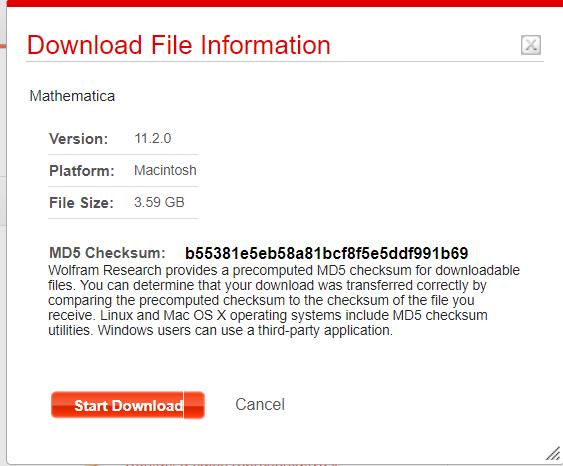 Download File Information
Mathematica
Version: 11.2.0
Platform: Macintosh
File Size: 3.59 GB
MD5 Checksum: b55381e5eb58a81bcf8f5e5ddf991b69
Wolfram Research provides a precomputed MD5 checksum for downloadable
files. You can determine that your download was transferred correctly by
comparing the precomputed checksum to the checksum of the file you
receive. Linux and Mac OS X operating systems include MD5 checksum
utilities. Windows users can use a third-party application.
Start Download Cancel